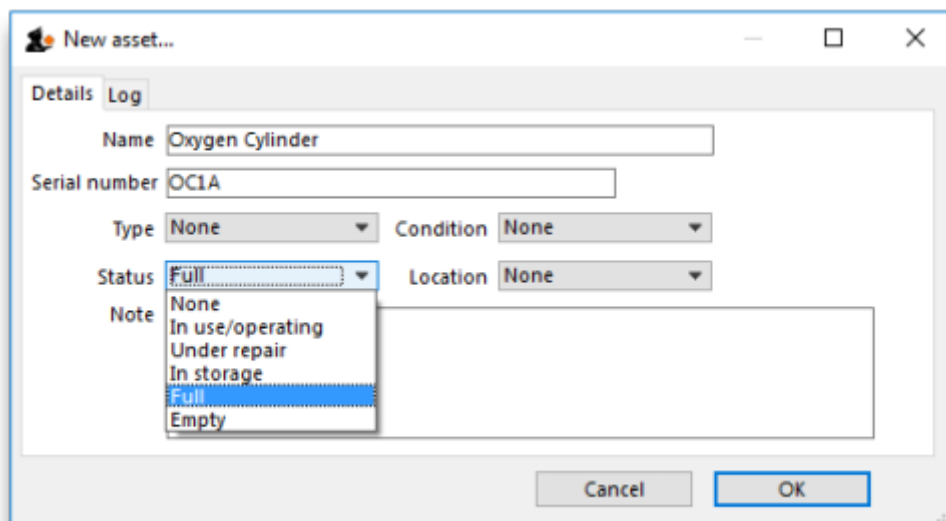 New asset...
Details Log
Name Oxygen Cylinder
Serial number OC1A
Type None Condition None
Status Full Location None
Note
None
In use/operating
Under repair
In storage
Full
Empty
Cancel OK